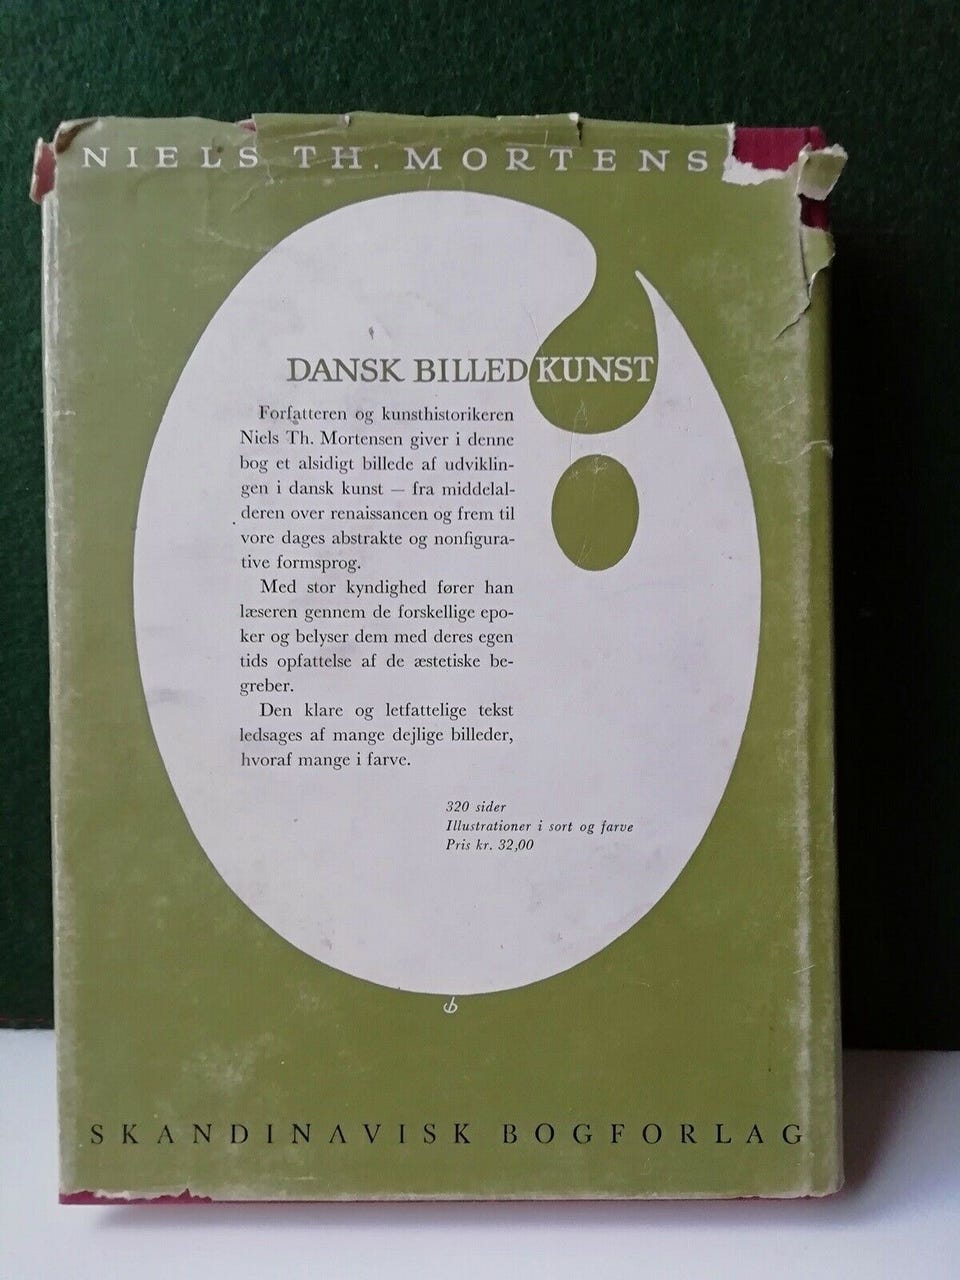 NIELS TH. MORTENS
DANSK BILLEDKUNST
Forfatteren og kunsthistorikeren
Niels Th. Mortensen giver i denne
bog et alsidigt billede af udviklin-
gen i dansk kunst — fra middelal-
deren over renaissancen og frem til
vore dages abstrakte og nonfigura-
tive formsprog.
Med stor kyndighed fører han
læseren gennem de forskellige epo-
ker og belyser dem med deres egen
tids opfattelse af de æstetiske be-
greber.
Den klare og letfattelige tekst
ledsages af mange dejlige billeder,
hvoraf mange i farve.
320 sider
Illustrationer i sort og farve
Pris kr. 32,00
SKANDINAVISK BOGFORLAG